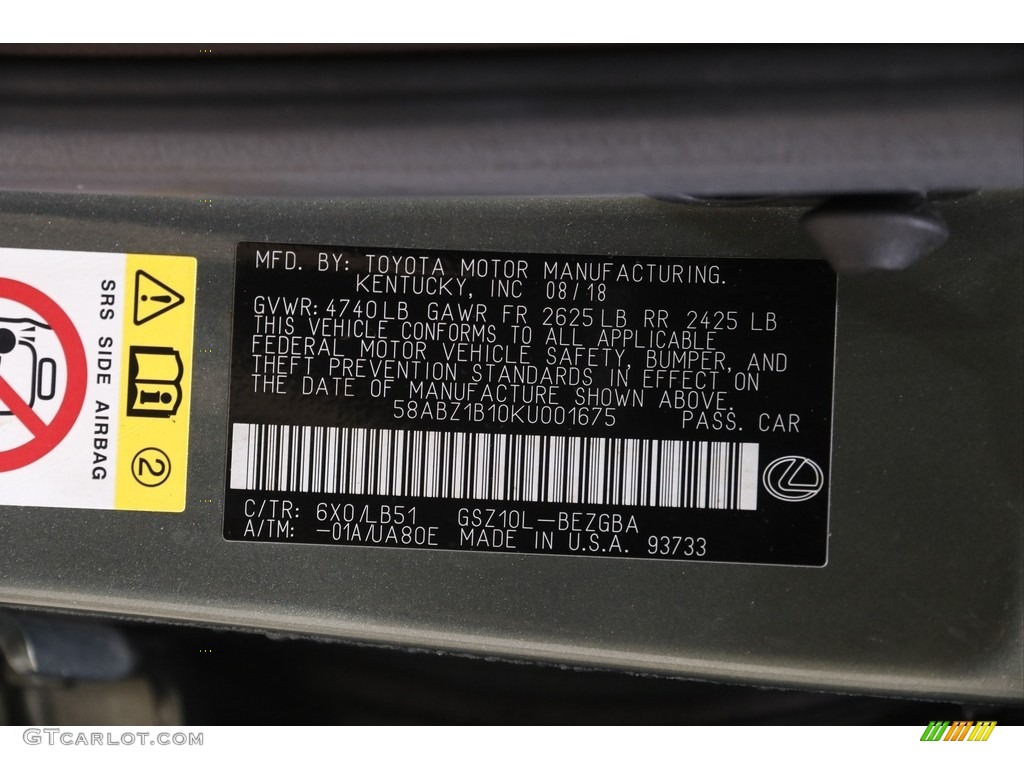 MFD. BY: TOYOTA MOTOR MANUFACTURING.
KENTUCKY, INC 08/18
GVWR: 4740LB GAWR FR 2625LB RR 2425 LB
THIS VEHICLE CONFORMS TO ALL APPLICABLE
FEDERAL MOTOR VEHICLE SAFETY, BUMPER, AND
THEFT PREVENTION STANDARDS IN EFFECT ON
THE DATE OF MANUFACTURE SHOWN ABOVE.
58ABZ1B10KU001675 PASS. CAR
C/TR: 6X0/LB51 GSZ10L-BEZGBA
A/TM: -01A/UA80E MADE IN U.S.A. 93733
SRS SIDE AIRBAG
2
GTCarlot.com